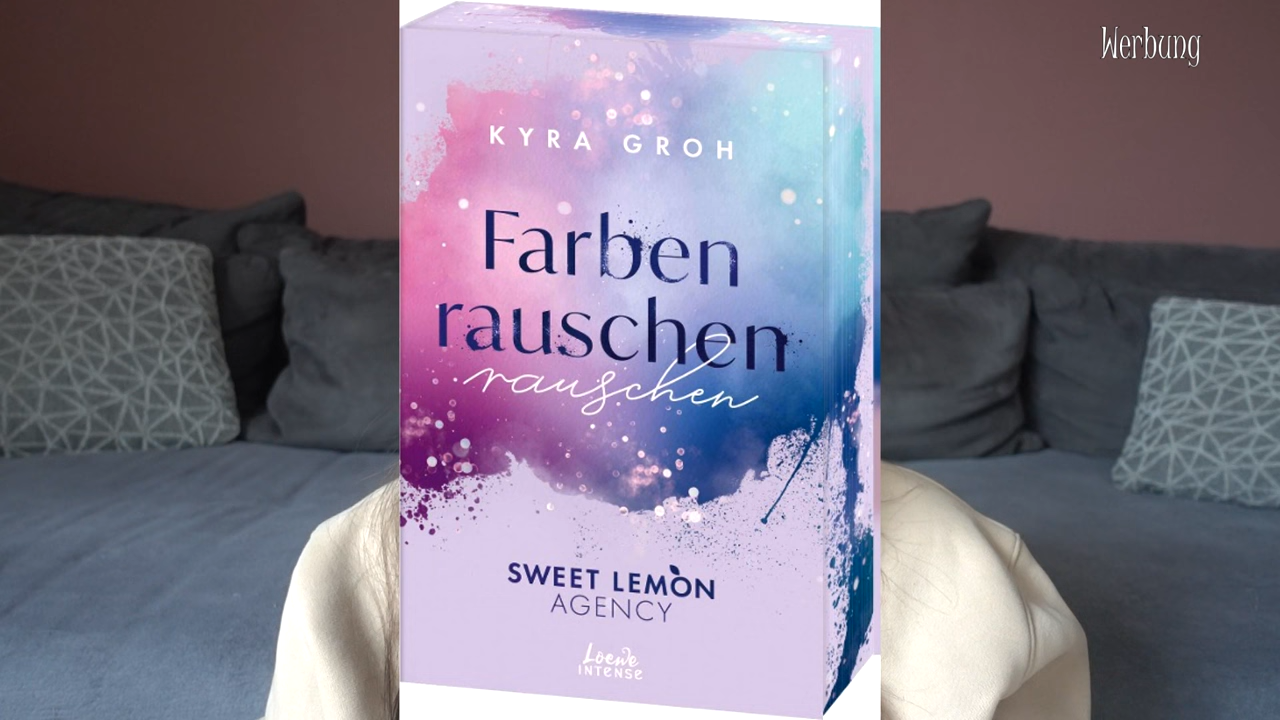 Werbung
KYRA GROH
Farben
rauschen
rauschen
SWEET LEMON
AGENCY
Loewe
INTENSE